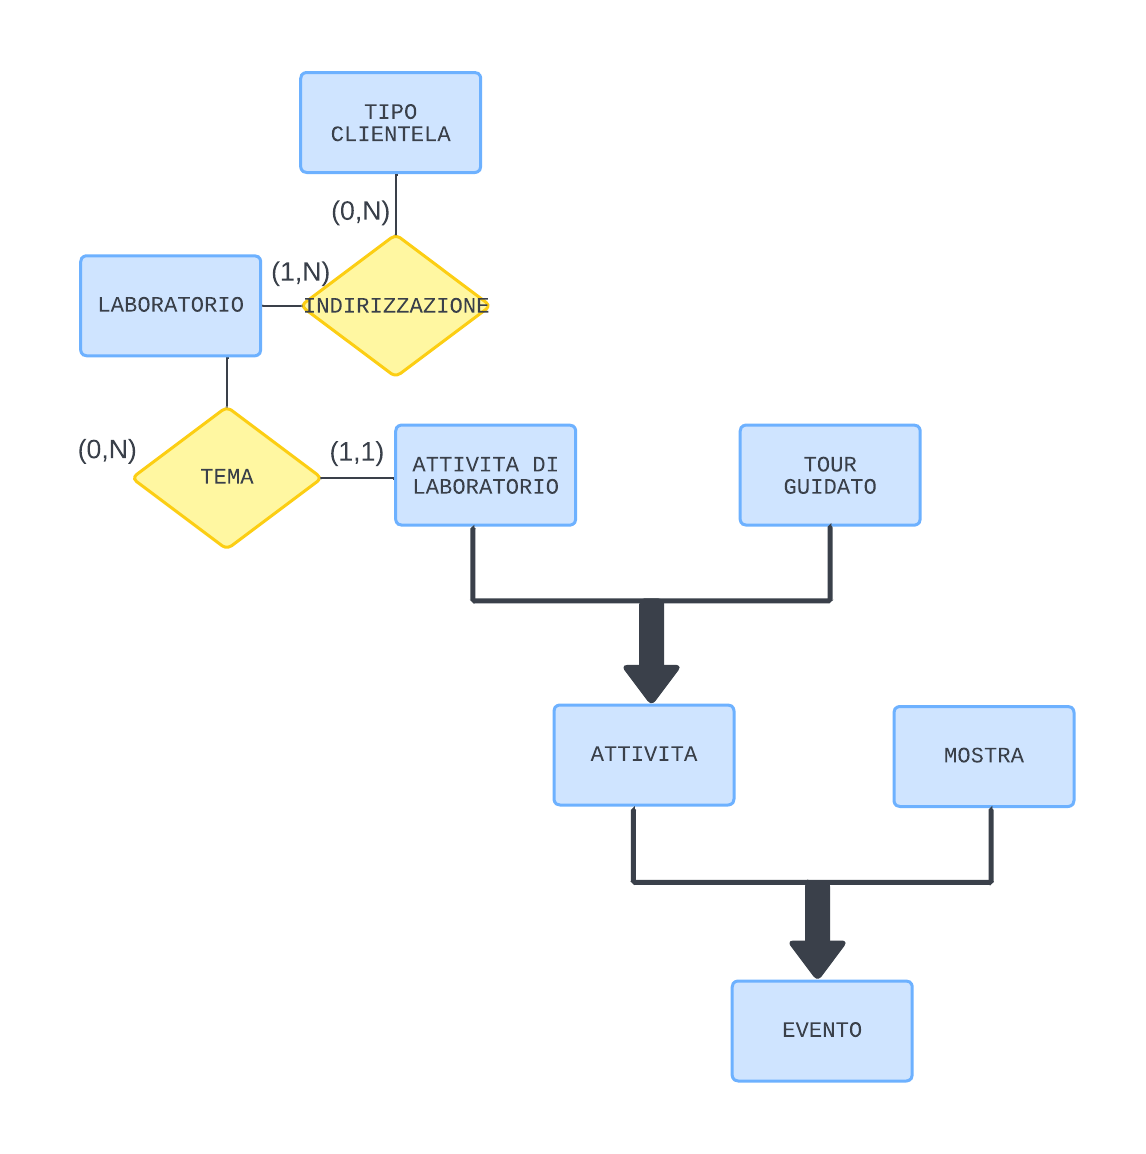 TIPO
CLIENTELA
(0,N)
(1,N)
LABORATORIO
INDIRIZZAZIONE
(0,N)
TEMA
(1,1)
ATTIVITA DI
LABORATORIO
TOUR
GUIDATO
ATTIVITA
MOSTRA
EVENTO